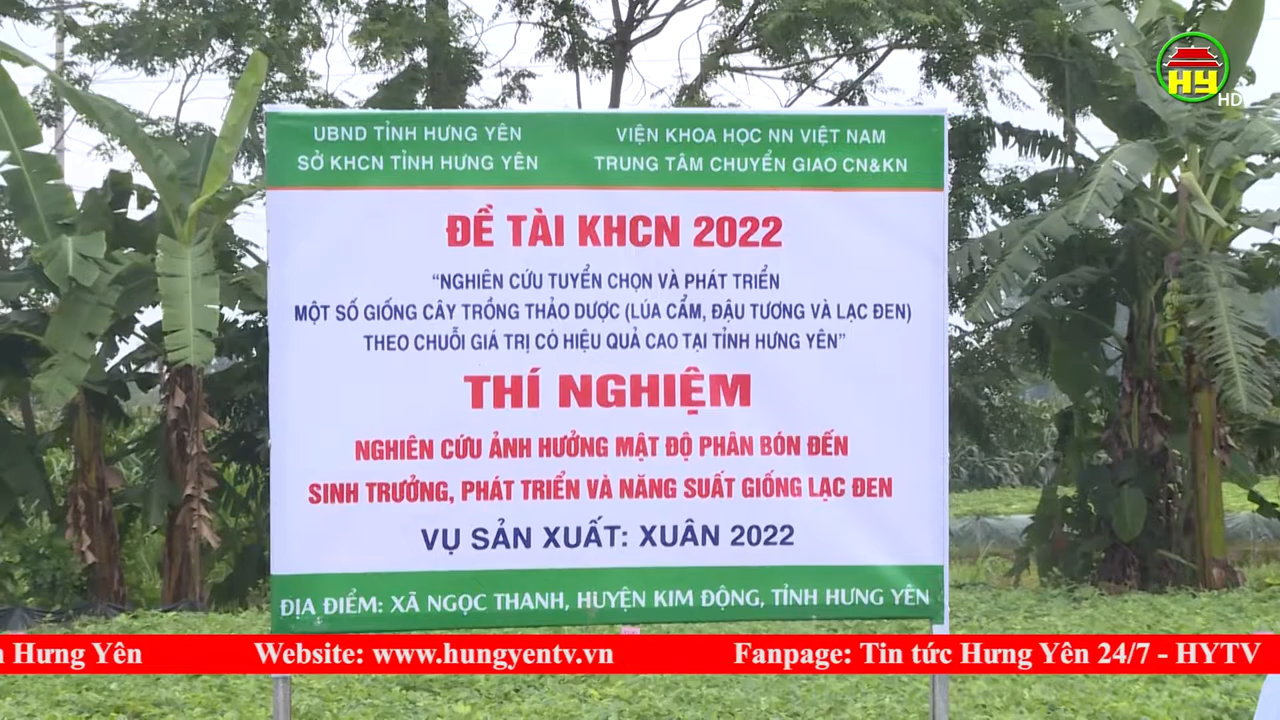 HY
HD
UBND TỈNH HƯNG YÊN
SỞ KHCN TỈNH HƯNG YÊN
VIỆN KHOA HỌC NN VIỆT NAM
TRUNG TÂM CHUYỂN GIAO CN&KN
ĐỀ TÀI KHCN 2022
“NGHIÊN CỨU TUYỂN CHỌN VÀ PHÁT TRIỂN
MỘT SỐ GIỐNG CÂY TRỒNG THẢO DƯỢC (LÚA CẨM, ĐẬU TƯƠNG VÀ LẠC ĐEN)
THEO CHUỖI GIÁ TRỊ CÓ HIỆU QUẢ CAO TẠI TỈNH HƯNG YÊN”
THÍ NGHIỆM
NGHIÊN CỨU ẢNH HƯỞNG MẬT ĐỘ PHÂN BÓN ĐẾN
SINH TRƯỞNG, PHÁT TRIỂN VÀ NĂNG SUẤT GIỐNG LẠC ĐEN
VỤ SẢN XUẤT: XUÂN 2022
ĐỊA ĐIỂM: XÃ NGỌC THANH, HUYỆN KIM ĐỘNG, TỈNH HƯNG YÊN
Hưng Yên Website: www.hungyentv.vn Fanpage: Tin tức Hưng Yên 24/7 - HYTV